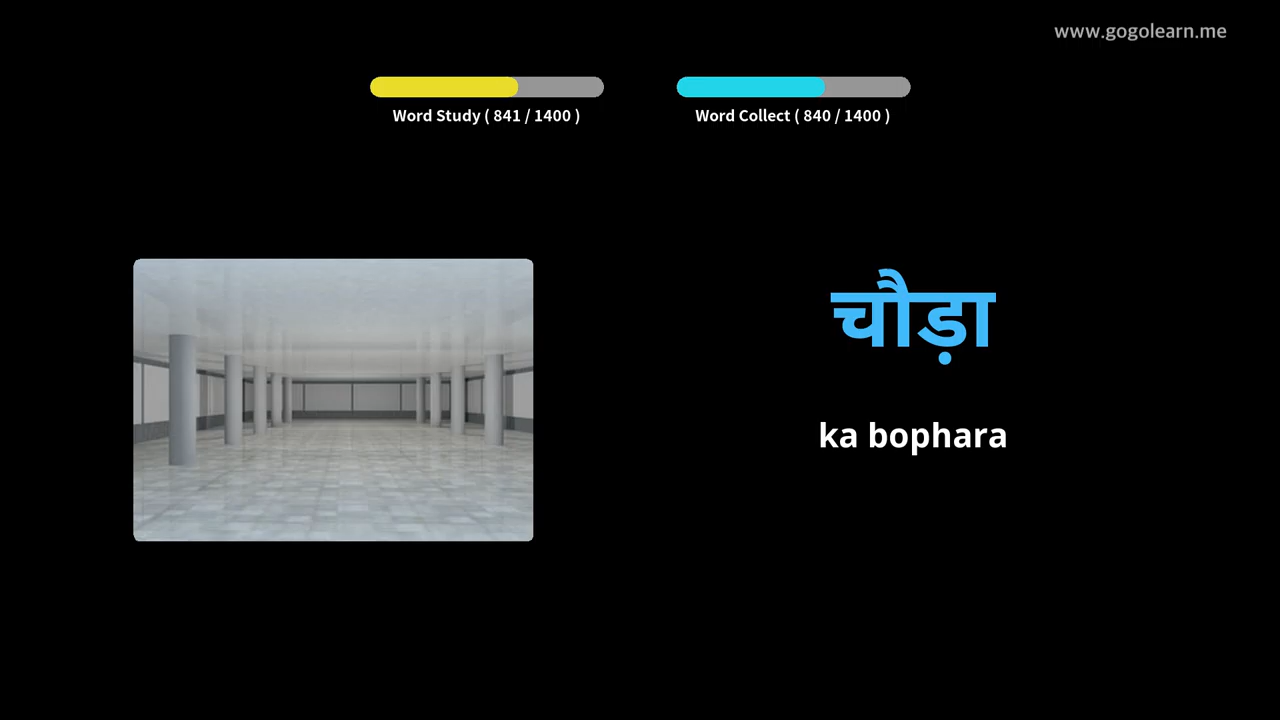 www.gogolearn.me
Word Study ( 841 / 1400 )
Word Collect ( 840 / 1400 )
चौड़ा
ka bophara